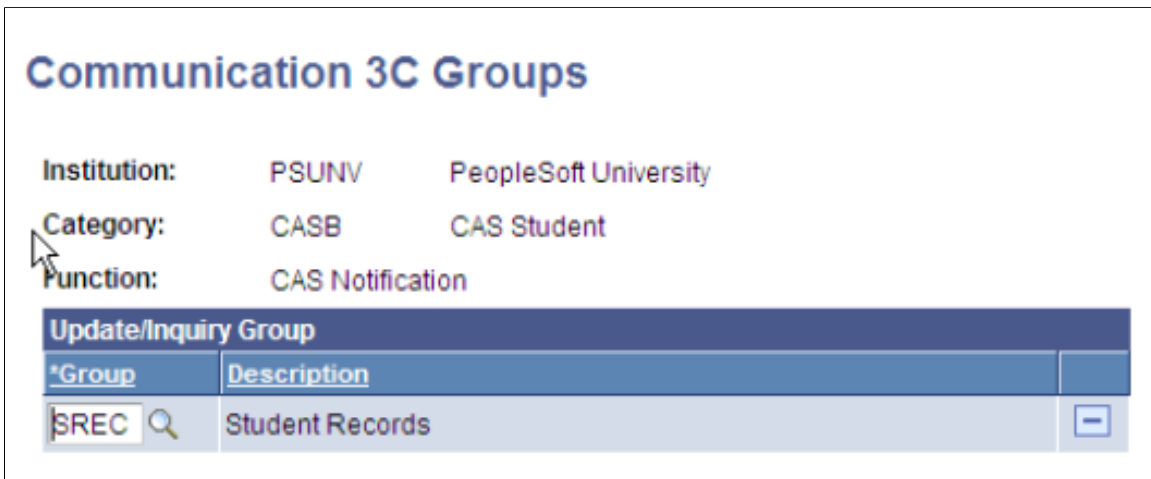 Communication 3C Groups
Institution: PSUNV PeopleSoft University
Category: CASB CAS Student
Function: CAS Notification
Update/Inquiry Group
*Group Description
SREC Student Records